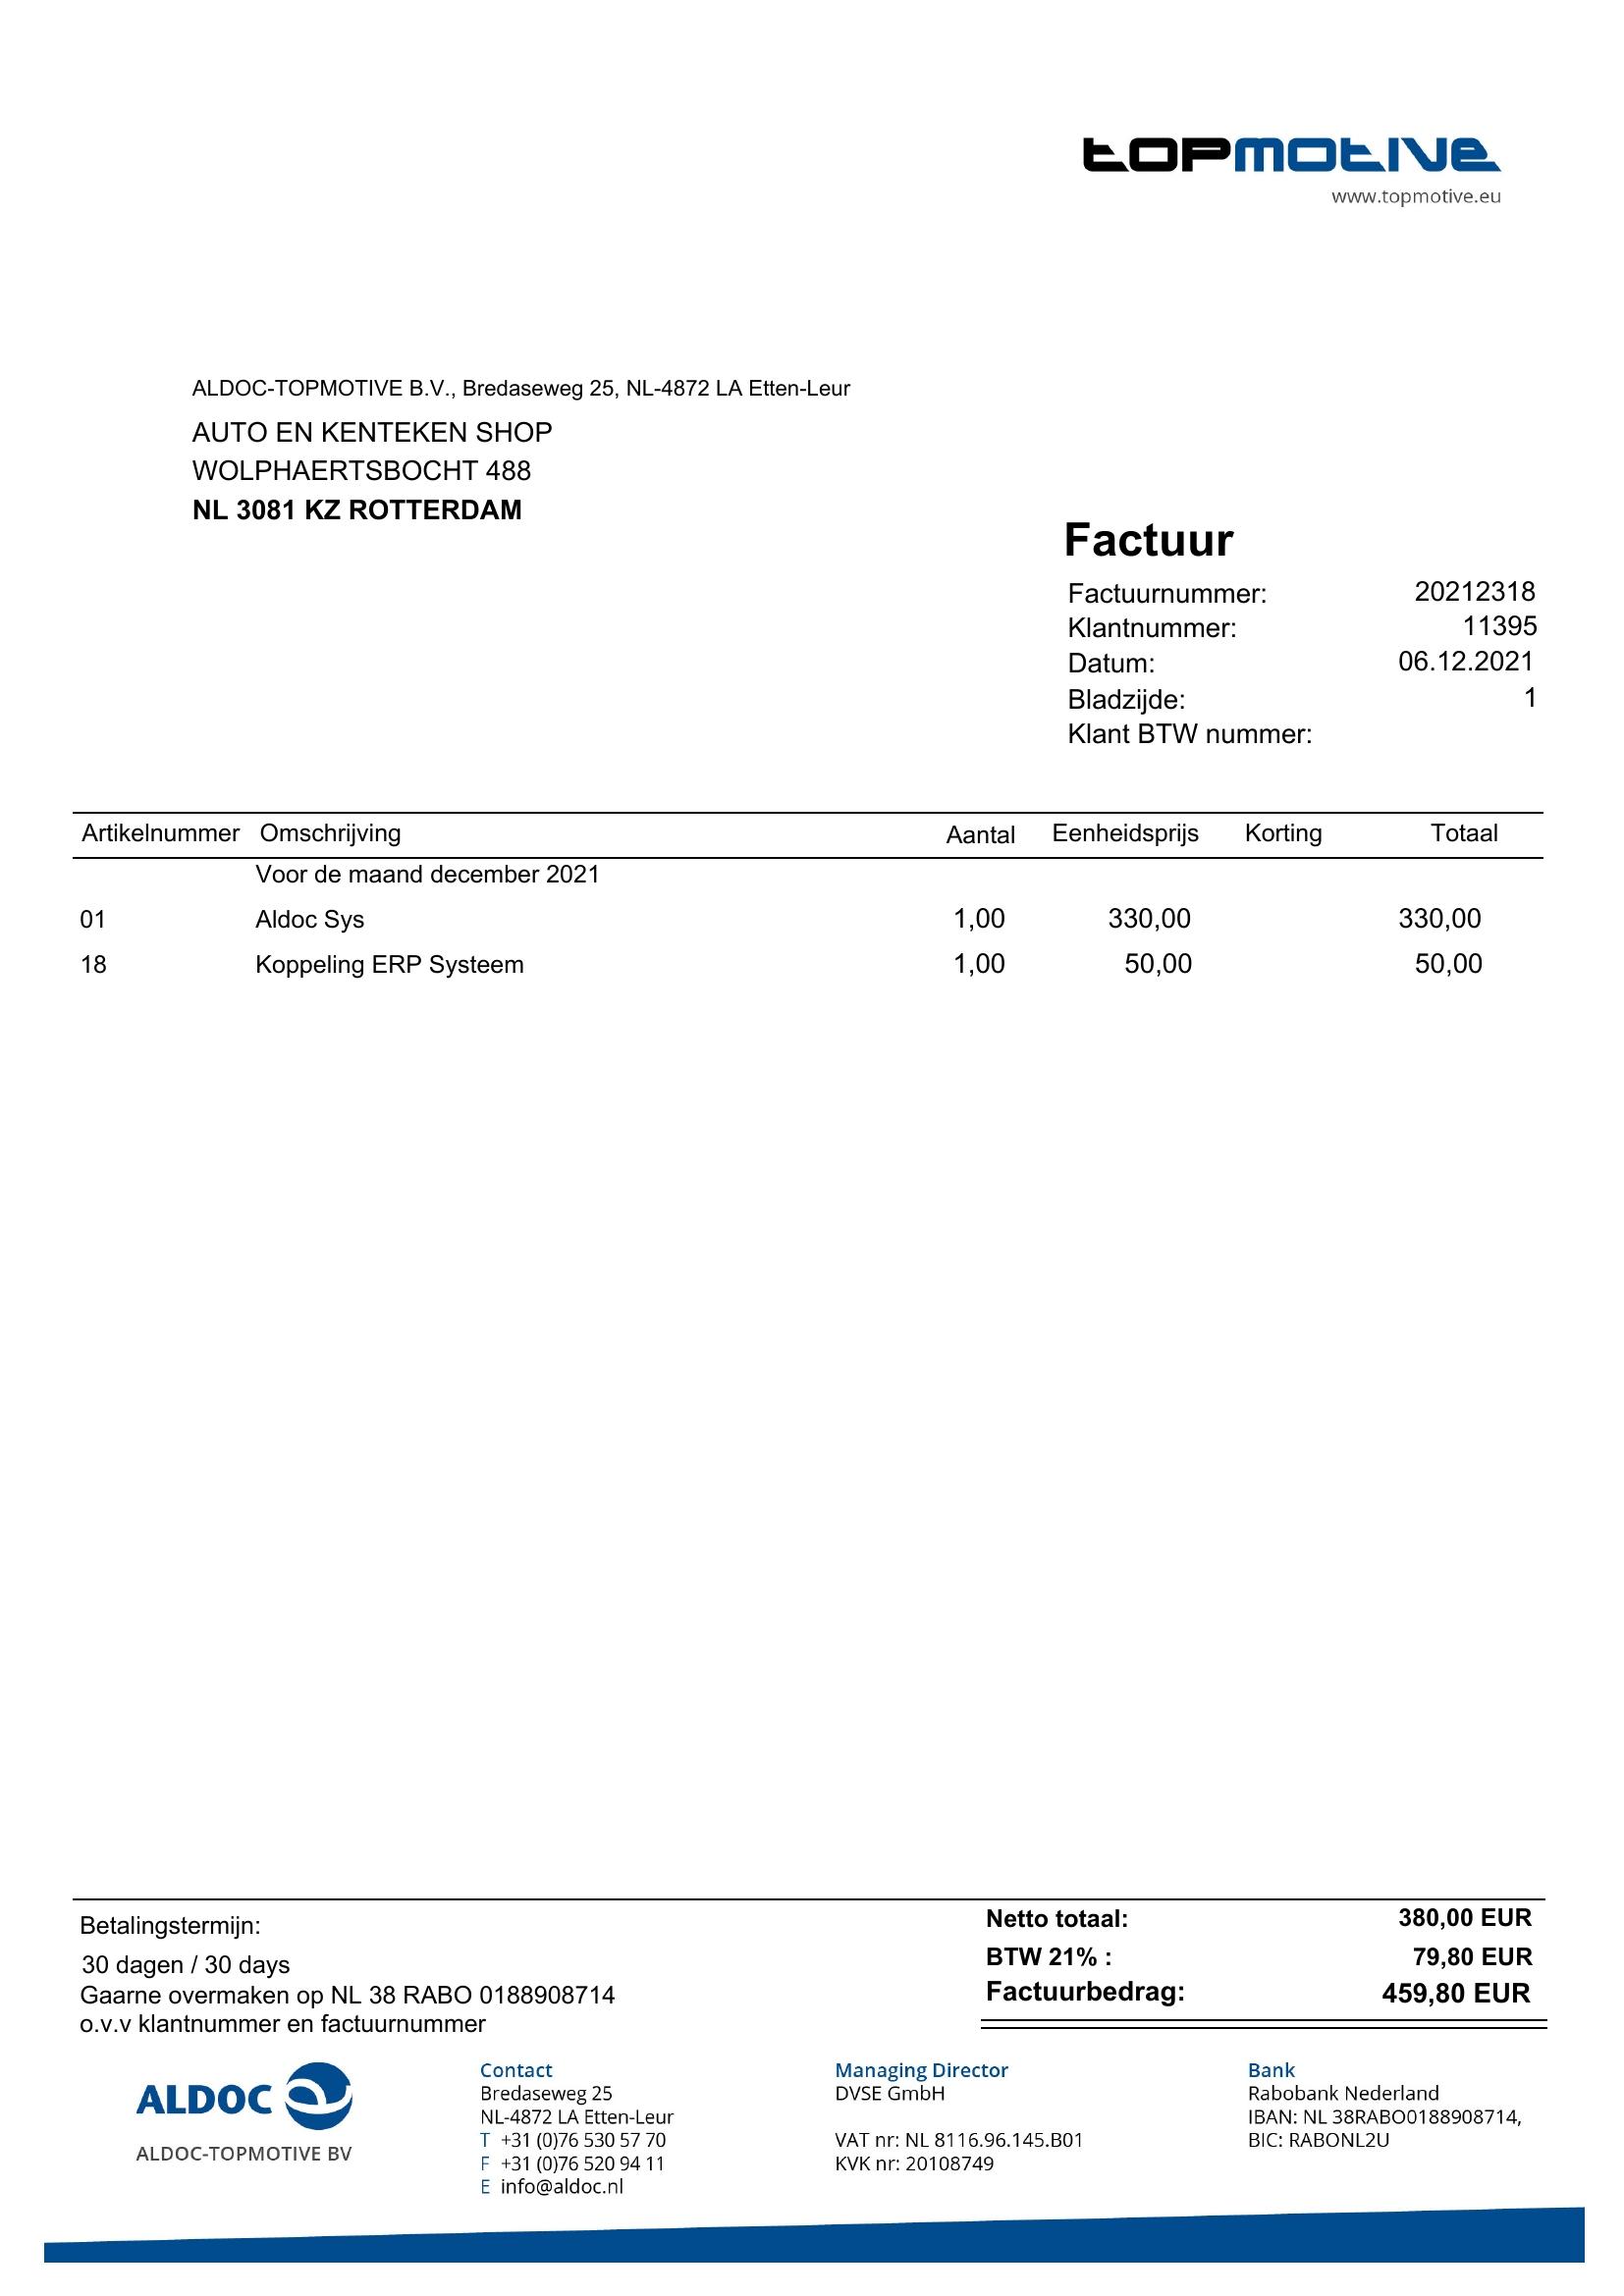 topmotive
www.topmotive.eu
ALDOC-TOPMOTIVE B.V., Bredaseweg 25, NL-4872 LA Etten-Leur
AUTO EN KENTEKEN SHOP
WOLPHAERTSBOCHT 488
NL 3081 KZ ROTTERDAM
Factuur
Factuurnummer: 20212318
Klantnummer: 11395
Datum: 06.12.2021
Bladzijde: 1
Klant BTW nummer:
Artikelnummer Omschrijving Aantal Eenheidsprijs Korting Totaal
Voor de maand december 2021
01 Aldoc Sys 1,00 330,00 330,00
18 Koppeling ERP Systeem 1,00 50,00 50,00
Betalingstermijn:
30 dagen / 30 days
Gaarne overmaken op NL 38 RABO 0188908714
o.v.v klantnummer en factuurnummer
Netto totaal: 380,00 EUR
BTW 21% : 79,80 EUR
Factuurbedrag: 459,80 EUR
ALDOC
ALDOC-TOPMOTIVE BV
Contact
Bredaseweg 25
NL-4872 LA Etten-Leur
T +31 (0)76 530 57 70
F +31 (0)76 520 94 11
E info@aldoc.nl
Managing Director
DVSE GmbH
VAT nr: NL 8116.96.145.B01
KVK nr: 20108749
Bank
Rabobank Nederland
IBAN: NL 38RABO0188908714,
BIC: RABONL2U